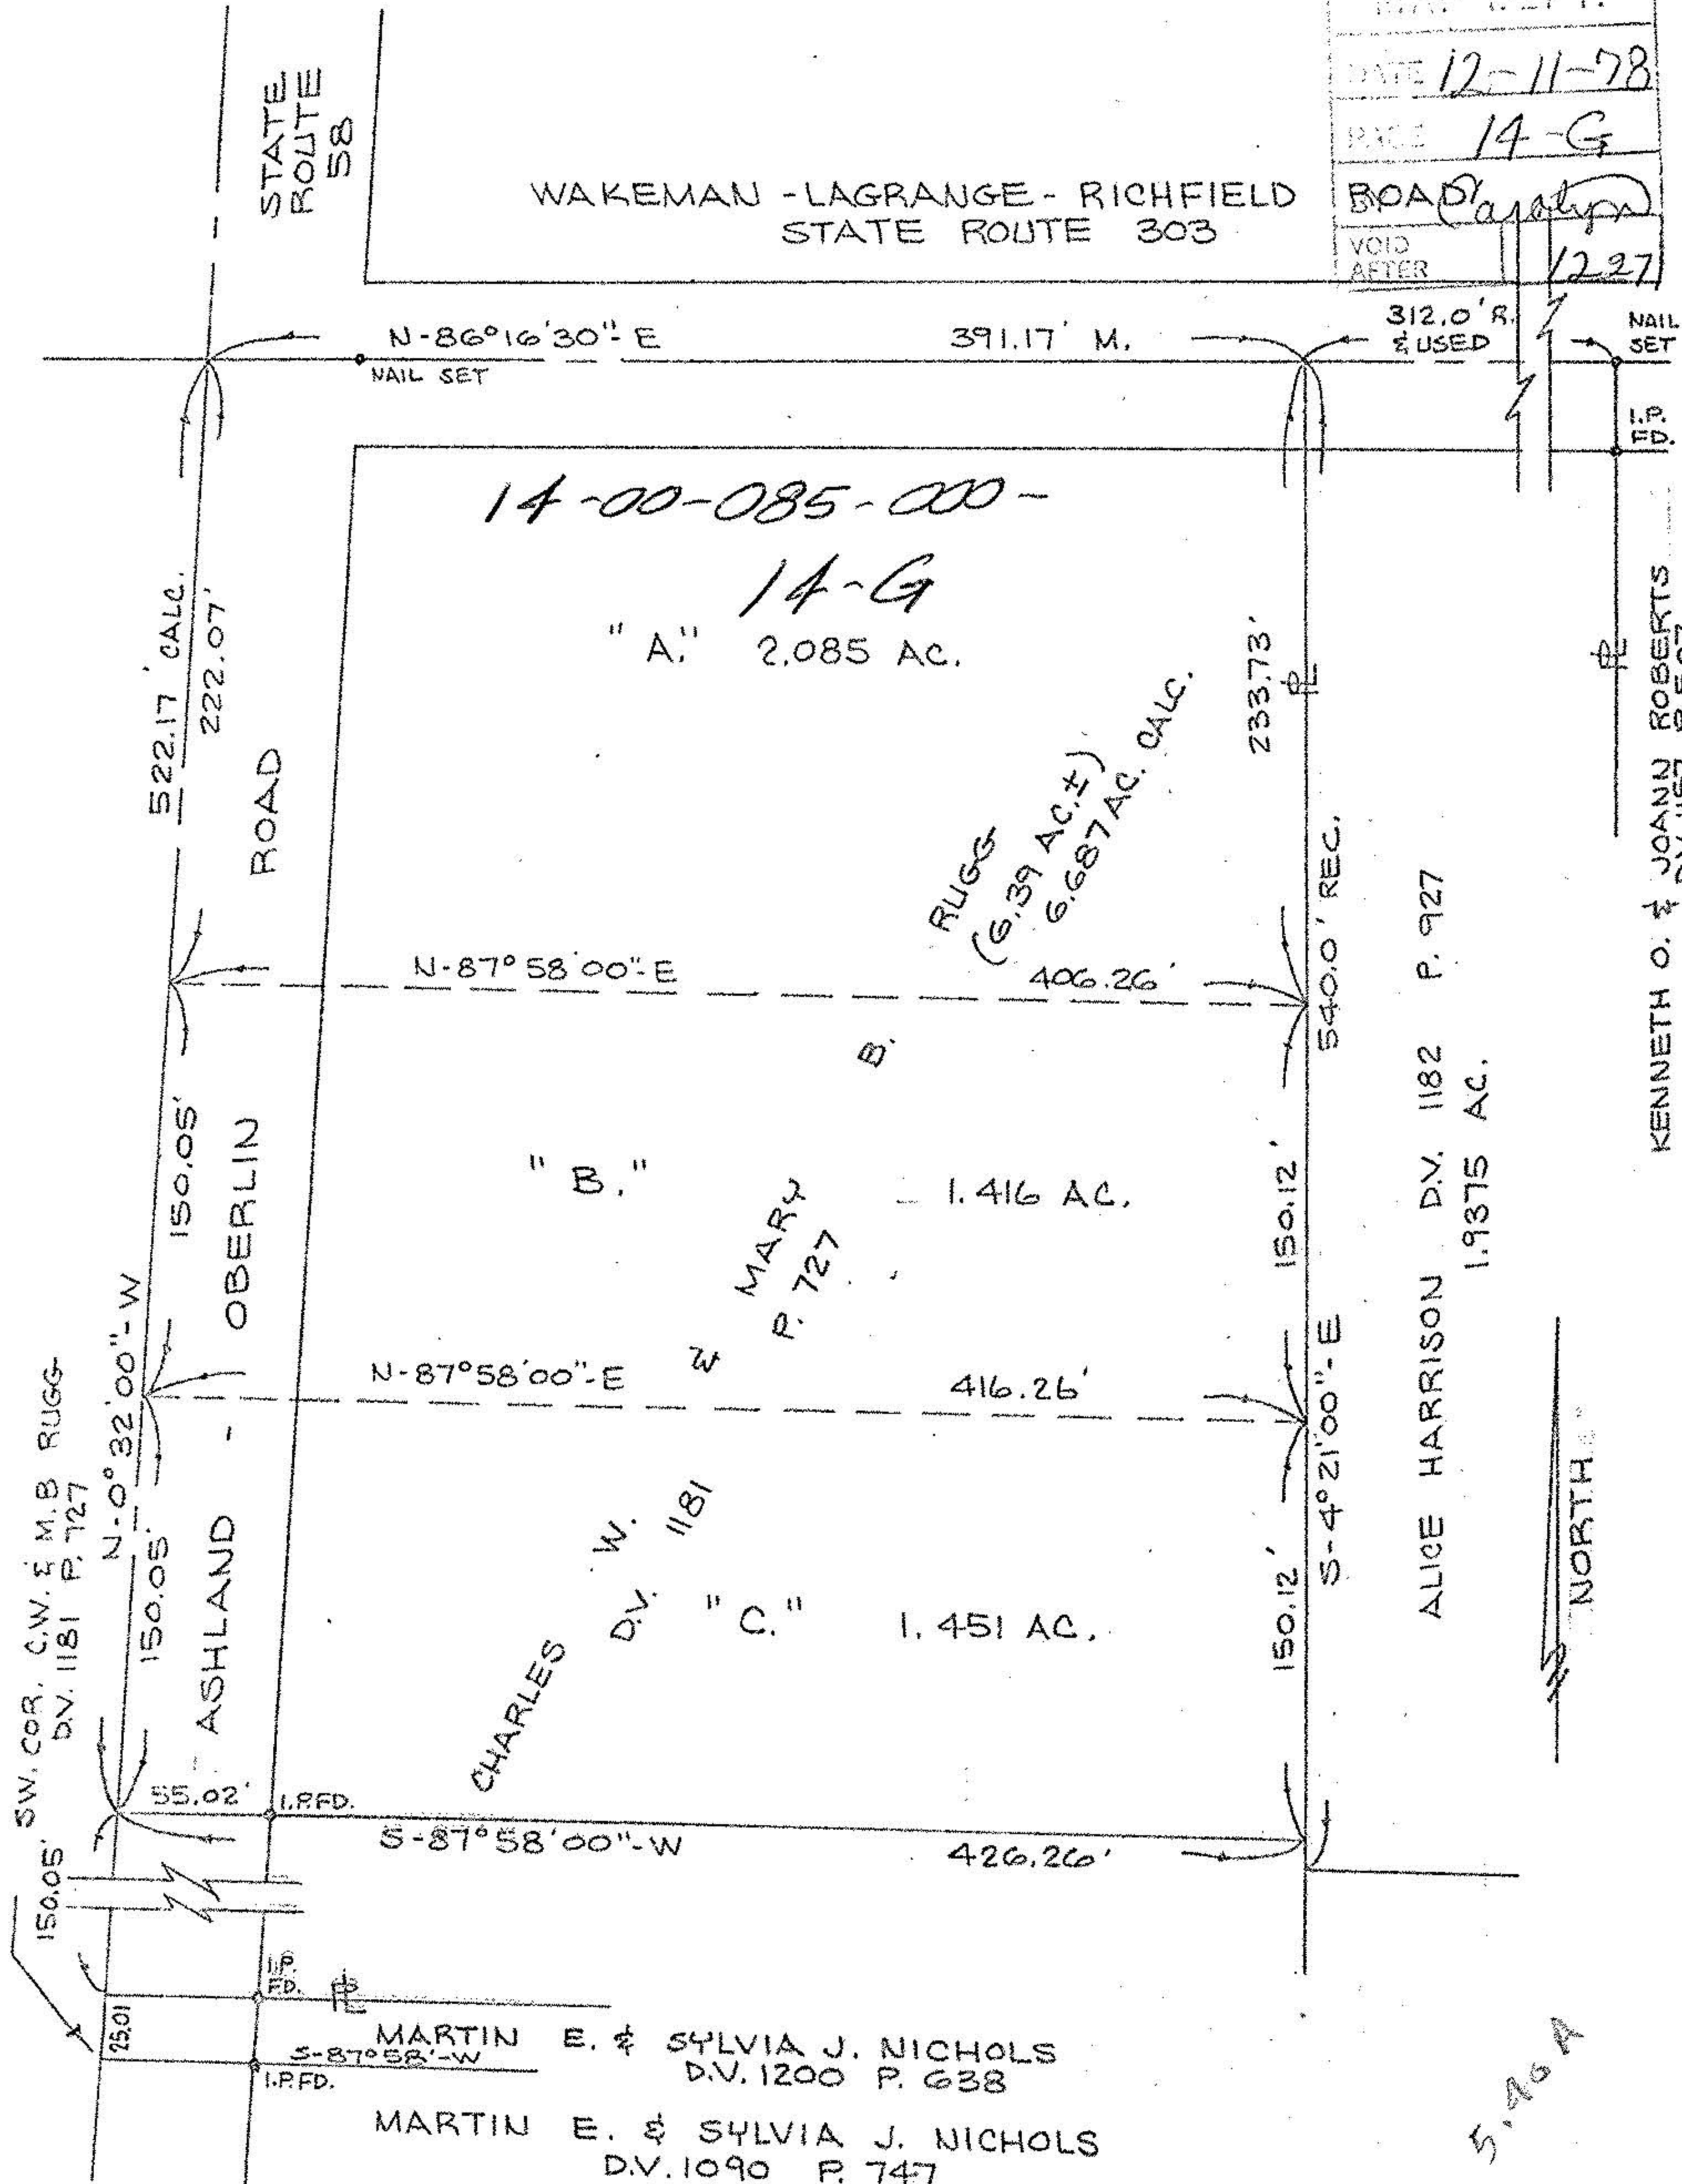 DATE 12-11-78
PAGE 14-G
ROAD Carolyn
VOID AFTER 1227
STATE
ROUTE
58
WAKEMAN - LAGRANGE - RICHFIELD
STATE ROUTE 303
N-86°16'30"-E
391.17' M.
312.0' R.
& USED
NAIL
SET
NAIL SET
I.P.
FD.
14-00-085-000-
14-G
"A." 2.085 AC.
522.17' CALC.
222.07'
233.73'
PL
PL
KENNETH O. & JOANN ROBERTS
ROAD
RUGG
(6.39 AC.±)
6.687 AC. CALC.
540.0' REC.
N-87°58'00"-E
406.26'
B.
150.05'
OBERLIN
-
"B."
1.416 AC.
150.12'
MARY
P. 727
&
ALICE HARRISON D.V. 1182 P. 927
1.9375 AC.
N-87°58'00"-E
416.26'
N-0°32'00"-W
S-4°21'00"-E
SW. COR. C.W. & M.B RUGG
D.V. 1181 P. 727
150.05'
ASHLAND
W.
D.V. 1181
CHARLES
"C." 1.451 AC.
150.12'
NORTH
55.02'
I.P.FD.
S-87°58'00"-W
426.26'
150.05'
I.P.
FD.
PL
25.01
MARTIN E. & SYLVIA J. NICHOLS
S-87°58'-W
D.V. 1200 P. 638
I.P.FD.
MARTIN E. & SYLVIA J. NICHOLS
D.V. 1090 P. 747